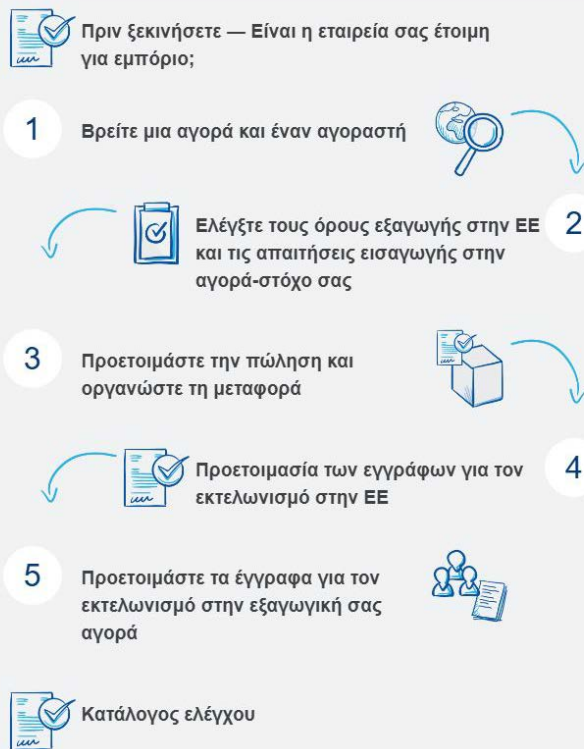 Πριν ξεκινήσετε — Είναι η εταιρεία σας έτοιμη
για εμπόριο;
1
Βρείτε μια αγορά και έναν αγοραστή
Ελέγξτε τους όρους εξαγωγής στην ΕΕ
και τις απαιτήσεις εισαγωγής στην
αγορά-στόχο σας
2
3
Προετοιμάστε την πώληση και
οργανώστε τη μεταφορά
Προετοιμασία των εγγράφων για τον
εκτελωνισμό στην ΕΕ
4
5
Προετοιμάστε τα έγγραφα για τον
εκτελωνισμό στην εξαγωγική σας
αγορά
Κατάλογος ελέγχου